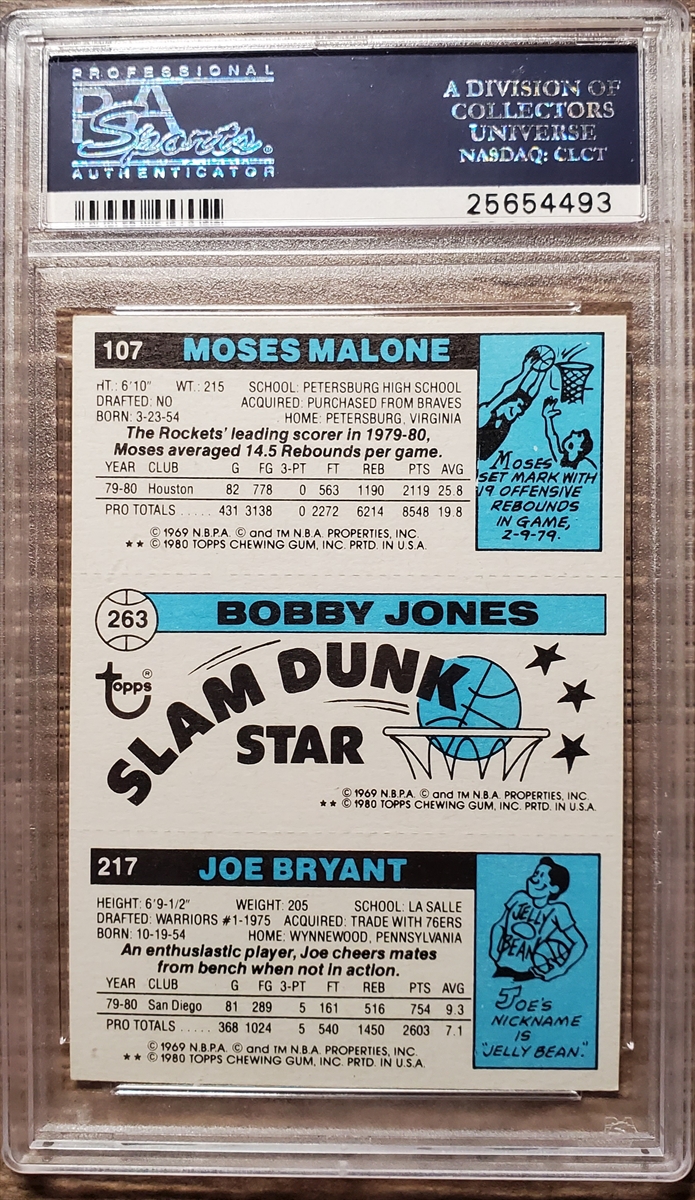 PROFESSIONAL
PSA
Sports®
AUTHENTICATOR
A DIVISION OF
COLLECTORS
UNIVERSE
NASDAQ: CLCT
25654493
107 MOSES MALONE
HT.: 6'10" WT.: 215 SCHOOL: PETERSBURG HIGH SCHOOL
DRAFTED: NO ACQUIRED: PURCHASED FROM BRAVES
BORN: 3-23-54 HOME: PETERSBURG, VIRGINIA
The Rockets' leading scorer in 1979-80,
Moses averaged 14.5 Rebounds per game.
YEAR CLUB G FG 3-PT FT REB PTS AVG
79-80 Houston 82 778 0 563 1190 2119 25.8
PRO TOTALS ..... 431 3138 0 2272 6214 8548 19.8
© 1969 N.B.P.A. © and TM N.B.A. PROPERTIES, INC.
★★ © 1980 TOPPS CHEWING GUM, INC. PRTD. IN U.S.A.
MOSES
SET MARK WITH
19 OFFENSIVE
REBOUNDS
IN GAME,
2-9-79.
263 BOBBY JONES
topps®
SLAM DUNK
STAR
© 1969 N.B.P.A. © and TM N.B.A. PROPERTIES, INC.
★★ © 1980 TOPPS CHEWING GUM, INC. PRTD. IN U.S.A.
217 JOE BRYANT
HEIGHT: 6'9-1/2" WEIGHT: 205 SCHOOL: LA SALLE
DRAFTED: WARRIORS #1-1975 ACQUIRED: TRADE WITH 76ERS
BORN: 10-19-54 HOME: WYNNEWOOD, PENNSYLVANIA
An enthusiastic player, Joe cheers mates
from bench when not in action.
YEAR CLUB G FG 3-PT FT REB PTS AVG
79-80 San Diego 81 289 5 161 516 754 9.3
PRO TOTALS ..... 368 1024 5 540 1450 2603 7.1
© 1969 N.B.P.A. © and TM N.B.A. PROPERTIES, INC.
★★ © 1980 TOPPS CHEWING GUM, INC. PRTD. IN U.S.A.
JELLY
BEAN
JOE'S
NICKNAME
IS
"JELLY BEAN."
PSA